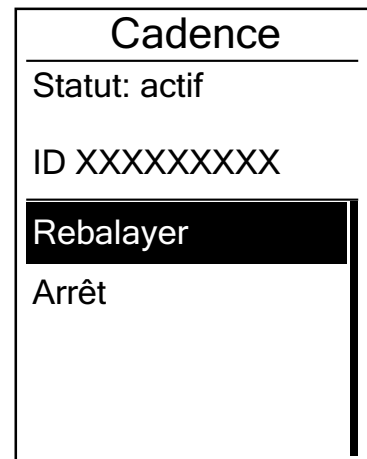 Cadence
Statut: actif
ID XXXXXXXXX
Rebalayer
Arrêt